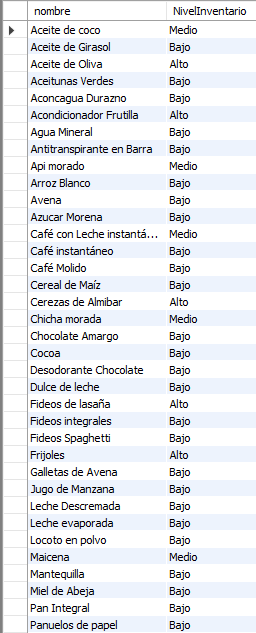 nombre NivelInventario
Aceite de coco Medio
Aceite de Girasol Bajo
Aceite de Oliva Alto
Aceitunas Verdes Bajo
Aconcagua Durazno Bajo
Acondicionador Frutilla Alto
Agua Mineral Bajo
Antitranspirante en Barra Bajo
Api morado Medio
Arroz Blanco Bajo
Avena Bajo
Azucar Morena Bajo
Café con Leche instantá... Medio
Café instantáneo Bajo
Café Molido Bajo
Cereal de Maíz Bajo
Cerezas de Almibar Alto
Chicha morada Medio
Chocolate Amargo Bajo
Cocoa Bajo
Desodorante Chocolate Bajo
Dulce de leche Bajo
Fideos de lasaña Alto
Fideos integrales Bajo
Fideos Spaghetti Bajo
Frijoles Alto
Galletas de Avena Bajo
Jugo de Manzana Bajo
Leche Descremada Bajo
Leche evaporada Bajo
Locoto en polvo Bajo
Maicena Medio
Mantequilla Bajo
Miel de Abeja Bajo
Pan Integral Bajo
Panuelos de papel Bajo